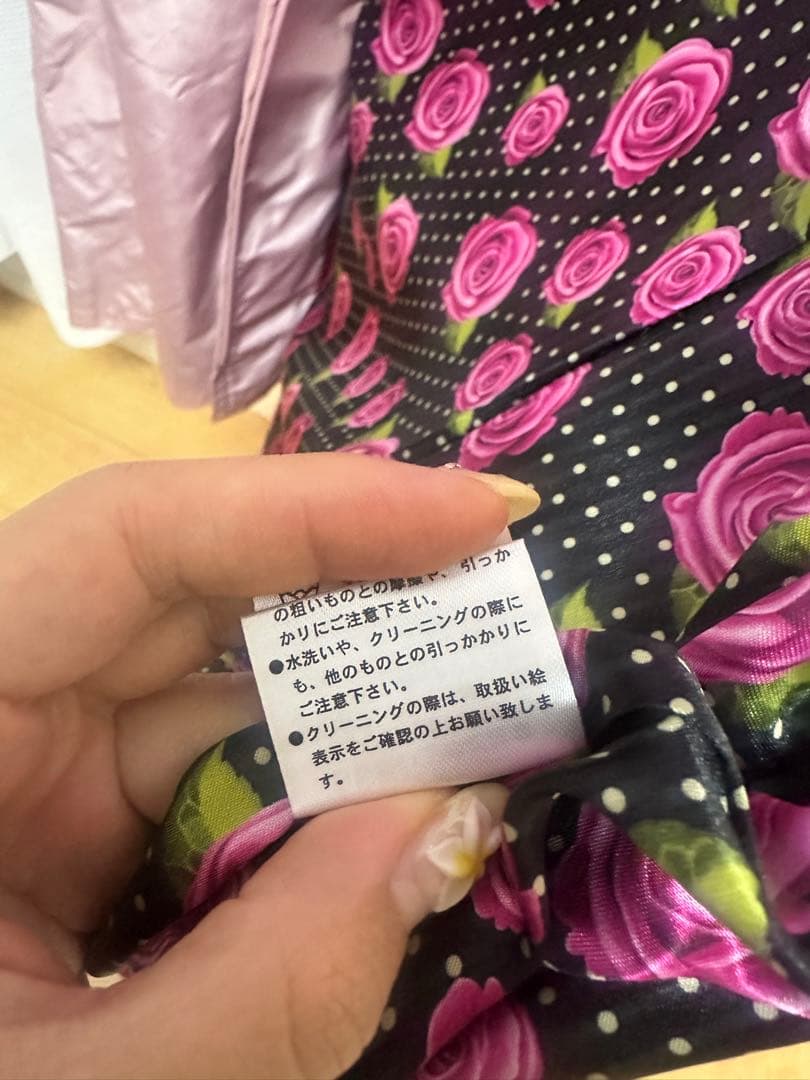 の粗いものとの摩擦や、引っか
かりにご注意下さい。
●水洗いや、クリーニングの際に
も、他のものとの引っかかりに
ご注意下さい。
●クリーニングの際は、取扱い絵
表示をご確認の上お願い致しま
す。